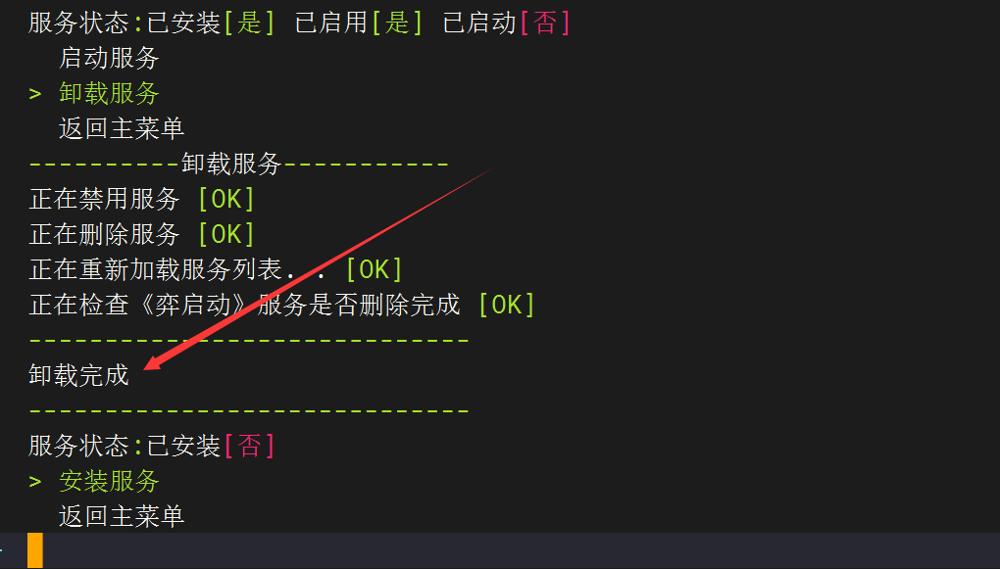 服务状态:已安装[是] 已启用[是] 已启动[否]
启动服务
> 卸载服务
返回主菜单
----------卸载服务-----------
正在禁用服务 [OK]
正在删除服务 [OK]
正在重新加载服务列表. . [OK]
正在检查《弈启动》服务是否删除完成 [OK]
-----------------------------
卸载完成
-----------------------------
服务状态:已安装[否]
> 安装服务
返回主菜单